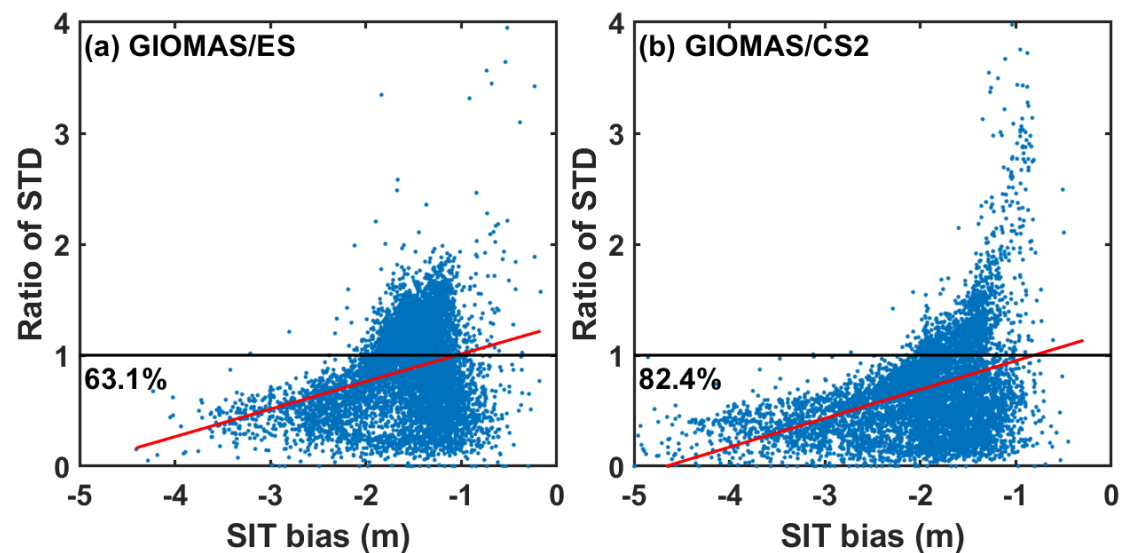 (a) GIOMAS/ES
Ratio of STD
4
3
2
1
0
63.1%
-5 -4 -3 -2 -1 0
SIT bias (m)
(b) GIOMAS/CS2
Ratio of STD
4
3
2
1
0
82.4%
-5 -4 -3 -2 -1 0
SIT bias (m)